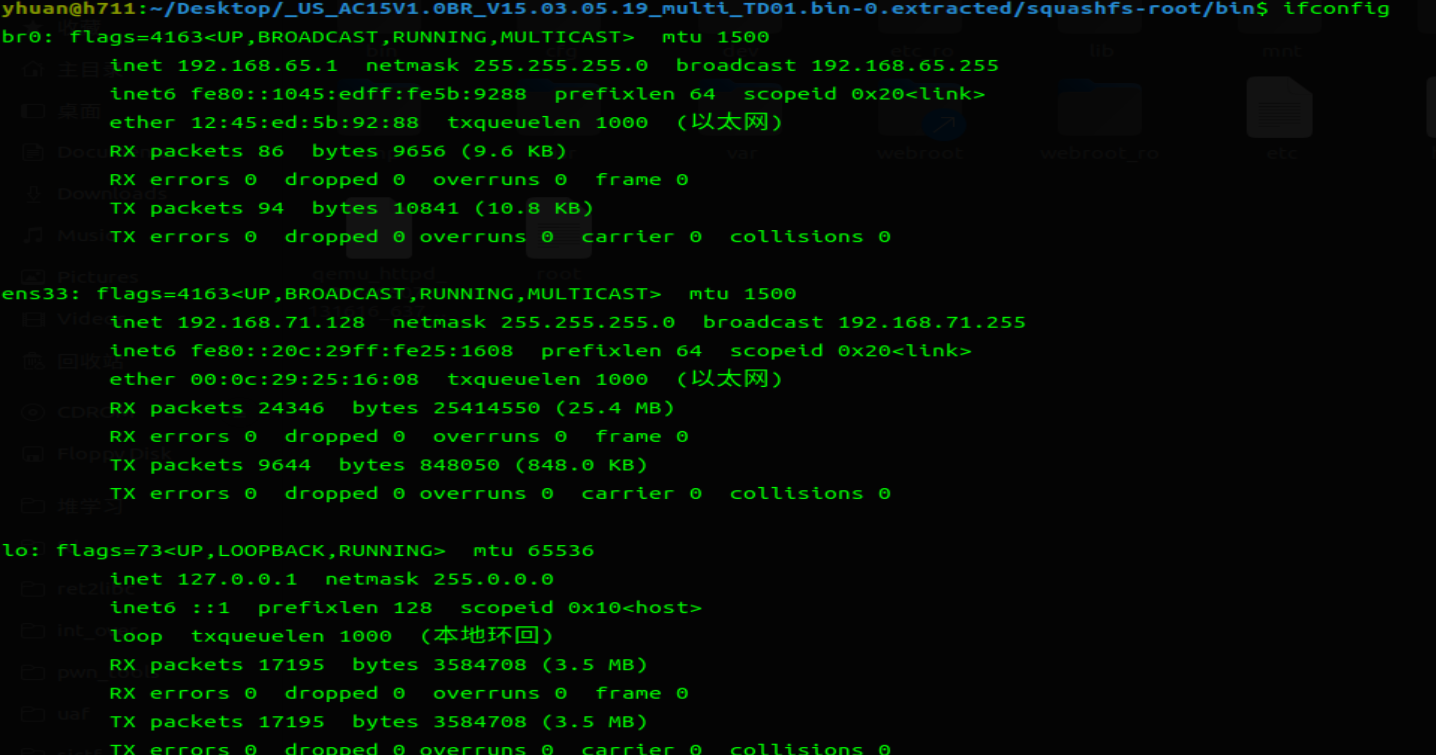 yhuan@h711:~/Desktop/_US_AC15V1.0BR_V15.03.05.19_multi_TD01.bin-0.extracted/squashfs-root/bin$ ifconfig
br0: flags=4163<UP,BROADCAST,RUNNING,MULTICAST>  mtu 1500
        inet 192.168.65.1  netmask 255.255.255.0  broadcast 192.168.65.255
        inet6 fe80::1045:edff:fe5b:9288  prefixlen 64  scopeid 0x20<link>
        ether 12:45:ed:5b:92:88  txqueuelen 1000  (以太网)
        RX packets 86  bytes 9656 (9.6 KB)
        RX errors 0  dropped 0  overruns 0  frame 0
        TX packets 94  bytes 10841 (10.8 KB)
        TX errors 0  dropped 0 overruns 0  carrier 0  collisions 0
ens33: flags=4163<UP,BROADCAST,RUNNING,MULTICAST>  mtu 1500
        inet 192.168.71.128  netmask 255.255.255.0  broadcast 192.168.71.255
        inet6 fe80::20c:29ff:fe25:1608  prefixlen 64  scopeid 0x20<link>
        ether 00:0c:29:25:16:08  txqueuelen 1000  (以太网)
        RX packets 24346  bytes 25414550 (25.4 MB)
        RX errors 0  dropped 0  overruns 0  frame 0
        TX packets 9644  bytes 848050 (848.0 KB)
        TX errors 0  dropped 0 overruns 0  carrier 0  collisions 0
lo: flags=73<UP,LOOPBACK,RUNNING>  mtu 65536
        inet 127.0.0.1  netmask 255.0.0.0
        inet6 ::1  prefixlen 128  scopeid 0x10<host>
        loop  txqueuelen 1000  (本地环回)
        RX packets 17195  bytes 3584708 (3.5 MB)
        RX errors 0  dropped 0  overruns 0  frame 0
        TX packets 17195  bytes 3584708 (3.5 MB)
        TX errors 0  dropped 0 overruns 0  carrier 0  collisions 0